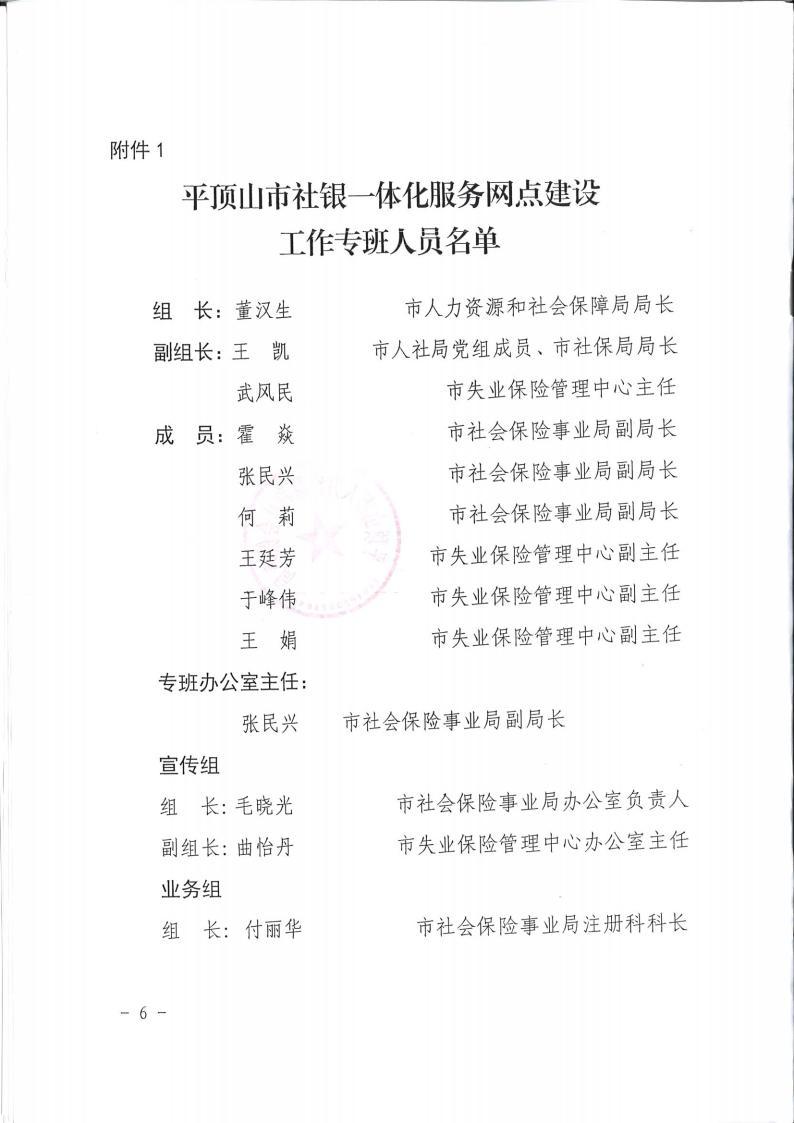 附件1
平顶山市社银一体化服务网点建设
工作专班人员名单
组 长：董汉生 市人力资源和社会保障局局长
副组长：王 凯 市人社局党组成员、市社保局局长
武风民 市失业保险管理中心主任
成 员：霍 焱 市社会保险事业局副局长
张民兴 市社会保险事业局副局长
何 莉 市社会保险事业局副局长
王廷芳 市失业保险管理中心副主任
于峰伟 市失业保险管理中心副主任
王 娟 市失业保险管理中心副主任
专班办公室主任：
张民兴 市社会保险事业局副局长
宣传组
组 长：毛晓光 市社会保险事业局办公室负责人
副组长：曲怡丹 市失业保险管理中心办公室主任
业务组
组 长：付丽华 市社会保险事业局注册科科长
- 6 -